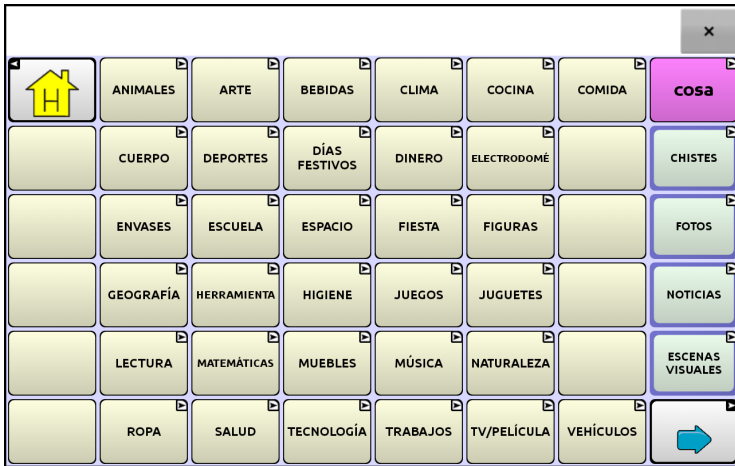 ×
H
ANIMALES
ARTE
BEBIDAS
CLIMA
COCINA
COMIDA
cosa
CUERPO
DEPORTES
DÍAS
FESTIVOS
DINERO
ELECTRODOMÉ
CHISTES
ENVASES
ESCUELA
ESPACIO
FIESTA
FIGURAS
FOTOS
GEOGRAFÍA
HERRAMIENTA
HIGIENE
JUEGOS
JUGUETES
NOTICIAS
LECTURA
MATEMÁTICAS
MUEBLES
MÚSICA
NATURALEZA
ESCENAS
VISUALES
ROPA
SALUD
TECNOLOGÍA
TRABAJOS
TV/PELÍCULA
VEHÍCULOS